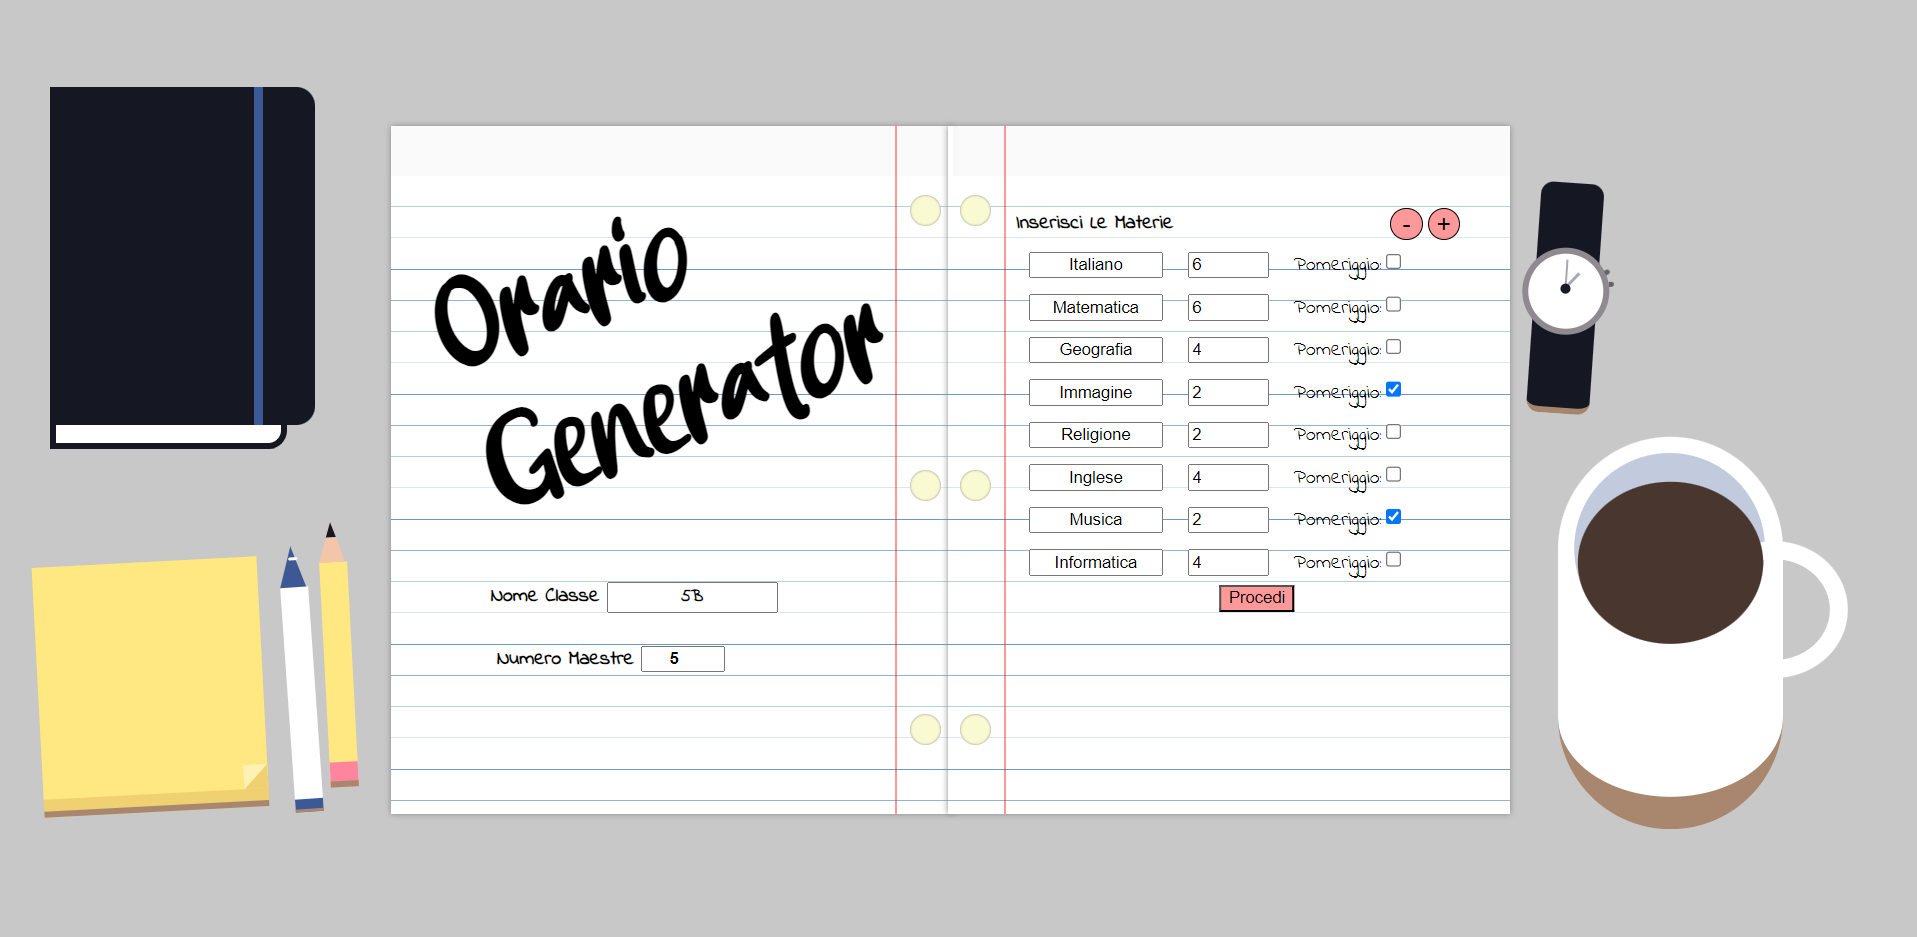 Orario
Generator
Nome Classe 5B
Numero Maestre 5
Inserisci Le Materie - +
Italiano 6 Pomeriggio:
Matematica 6 Pomeriggio:
Geografia 4 Pomeriggio:
Immagine 2 Pomeriggio:
Religione 2 Pomeriggio:
Inglese 4 Pomeriggio:
Musica 2 Pomeriggio:
Informatica 4 Pomeriggio:
Procedi